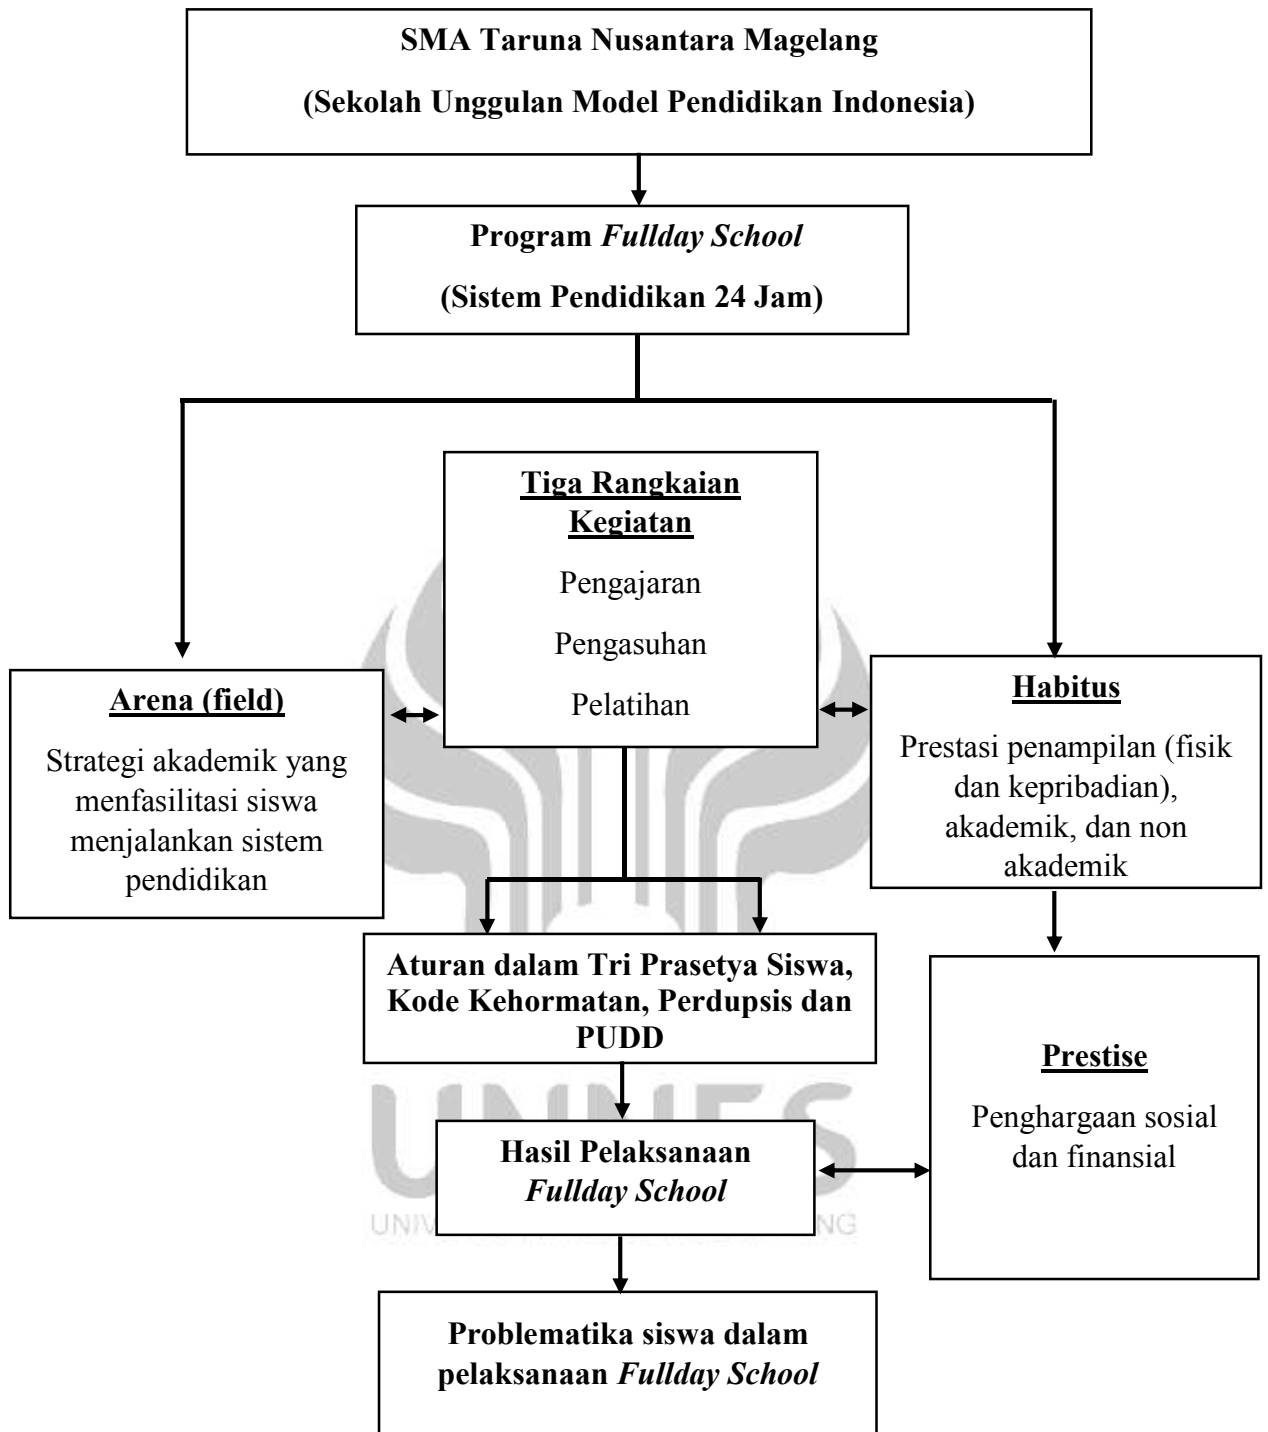 SMA Taruna Nusantara Magelang
(Sekolah Unggulan Model Pendidikan Indonesia)
Program Fullday School
(Sistem Pendidikan 24 Jam)
Tiga Rangkaian
Kegiatan
Pengajaran
Pengasuhan
Pelatihan
Arena (field)
Strategi akademik yang
menfasilitasi siswa
menjalankan sistem
pendidikan
Habitus
Prestasi penampilan (fisik
dan kepribadian),
akademik, dan non
akademik
Aturan dalam Tri Prasetya Siswa,
Kode Kehormatan, Perdupsis dan
PUDD
Prestise
Penghargaan sosial
dan finansial
UNNES
Hasil Pelaksanaan
Fullday School
Problematika siswa dalam
pelaksanaan Fullday School